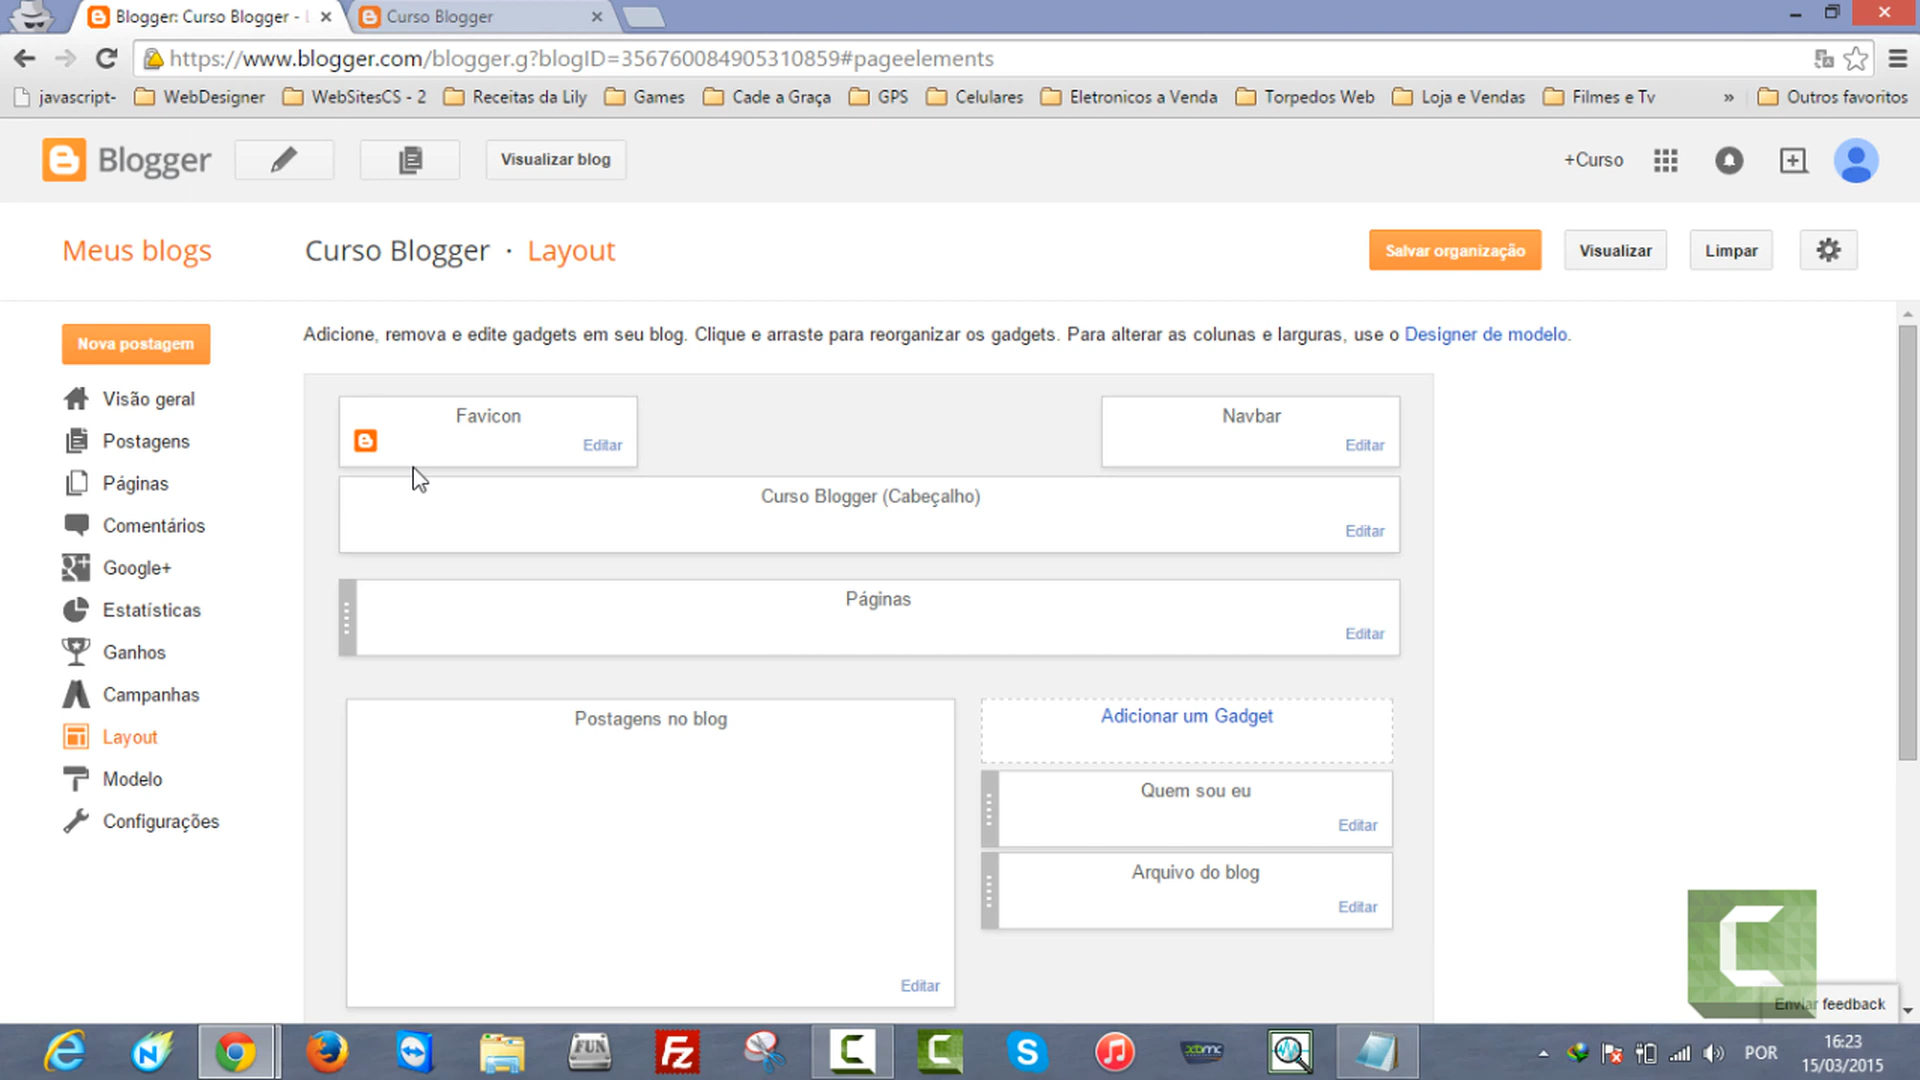 Blogger: Curso Blogger - L
Curso Blogger
https://www.blogger.com/blogger.g?blogID=356760084905310859#pageelements
javascript-
WebDesigner
WebSitesCS - 2
Receitas da Lily
Games
Cade a Graça
GPS
Celulares
Eletronicos a Venda
Torpedos Web
Loja e Vendas
Filmes e Tv
»
Outros favoritos
Blogger
Visualizar blog
+Curso
Meus blogs
Curso Blogger · Layout
Salvar organização
Visualizar
Limpar
Nova postagem
Adicione, remova e edite gadgets em seu blog. Clique e arraste para reorganizar os gadgets. Para alterar as colunas e larguras, use o Designer de modelo.
Visão geral
Postagens
Páginas
Comentários
Google+
Estatísticas
Ganhos
Campanhas
Layout
Modelo
Configurações
Favicon
Editar
Navbar
Editar
Curso Blogger (Cabeçalho)
Editar
Páginas
Editar
Postagens no blog
Editar
Adicionar um Gadget
Quem sou eu
Editar
Arquivo do blog
Editar
Enviar feedback
FUN
Fz
xbmc
POR
16:23
15/03/2015